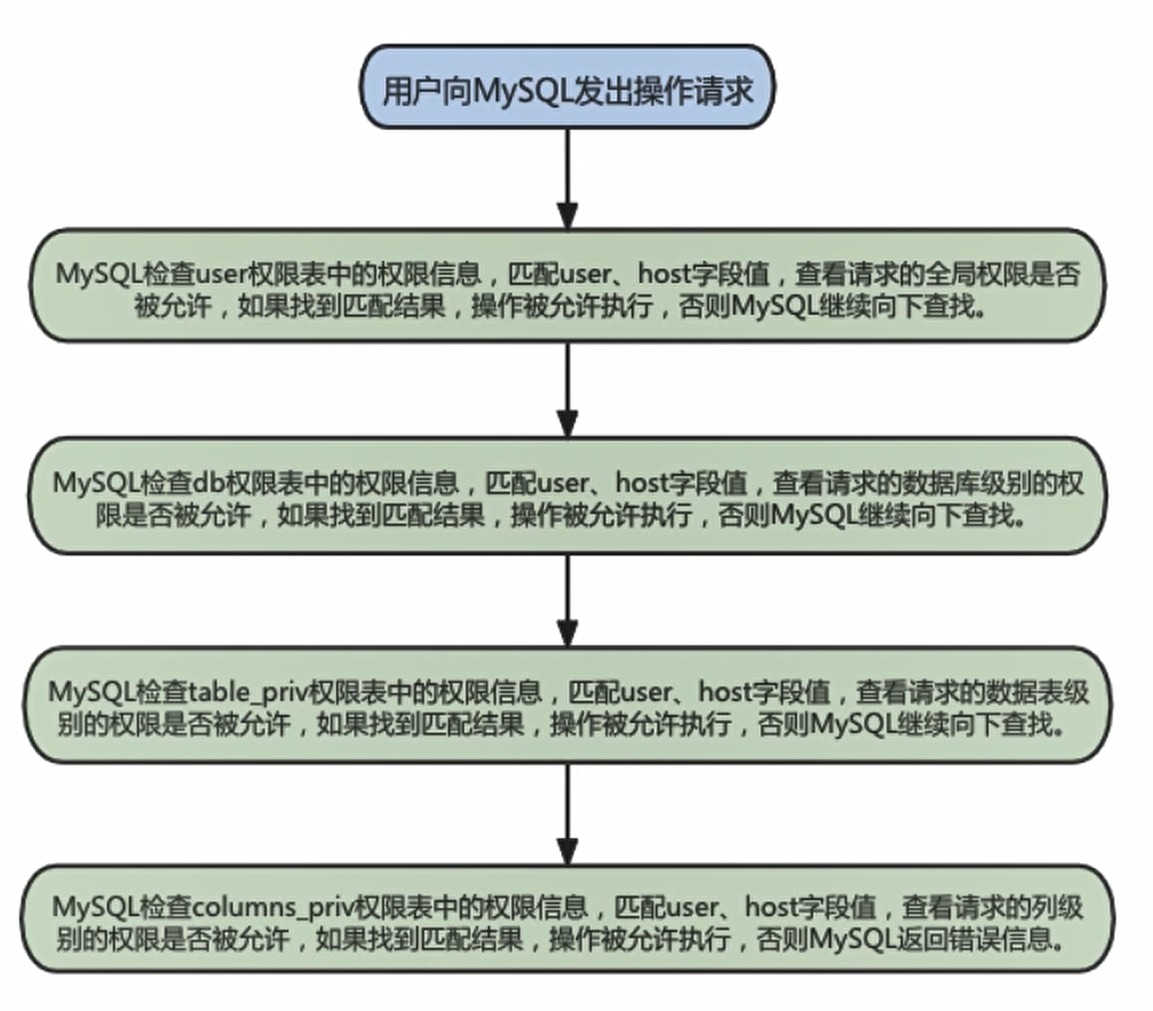 用户向MySQL发出操作请求
MySQL检查user权限表中的权限信息，匹配user、host字段值，查看请求的全局权限是否
被允许，如果找到匹配结果，操作被允许执行，否则MySQL继续向下查找。
MySQL检查db权限表中的权限信息，匹配user、host字段值，查看请求的数据库级别的权
限是否被允许，如果找到匹配结果，操作被允许执行，否则MySQL继续向下查找。
MySQL检查table_priv权限表中的权限信息，匹配user、host字段值，查看请求的数据表级
别的权限是否被允许，如果找到匹配结果，操作被允许执行，否则MySQL继续向下查找。
MySQL检查columns_priv权限表中的权限信息，匹配user、host字段值，查看请求的列级
别的权限是否被允许，如果找到匹配结果，操作被允许执行，否则MySQL返回错误信息。